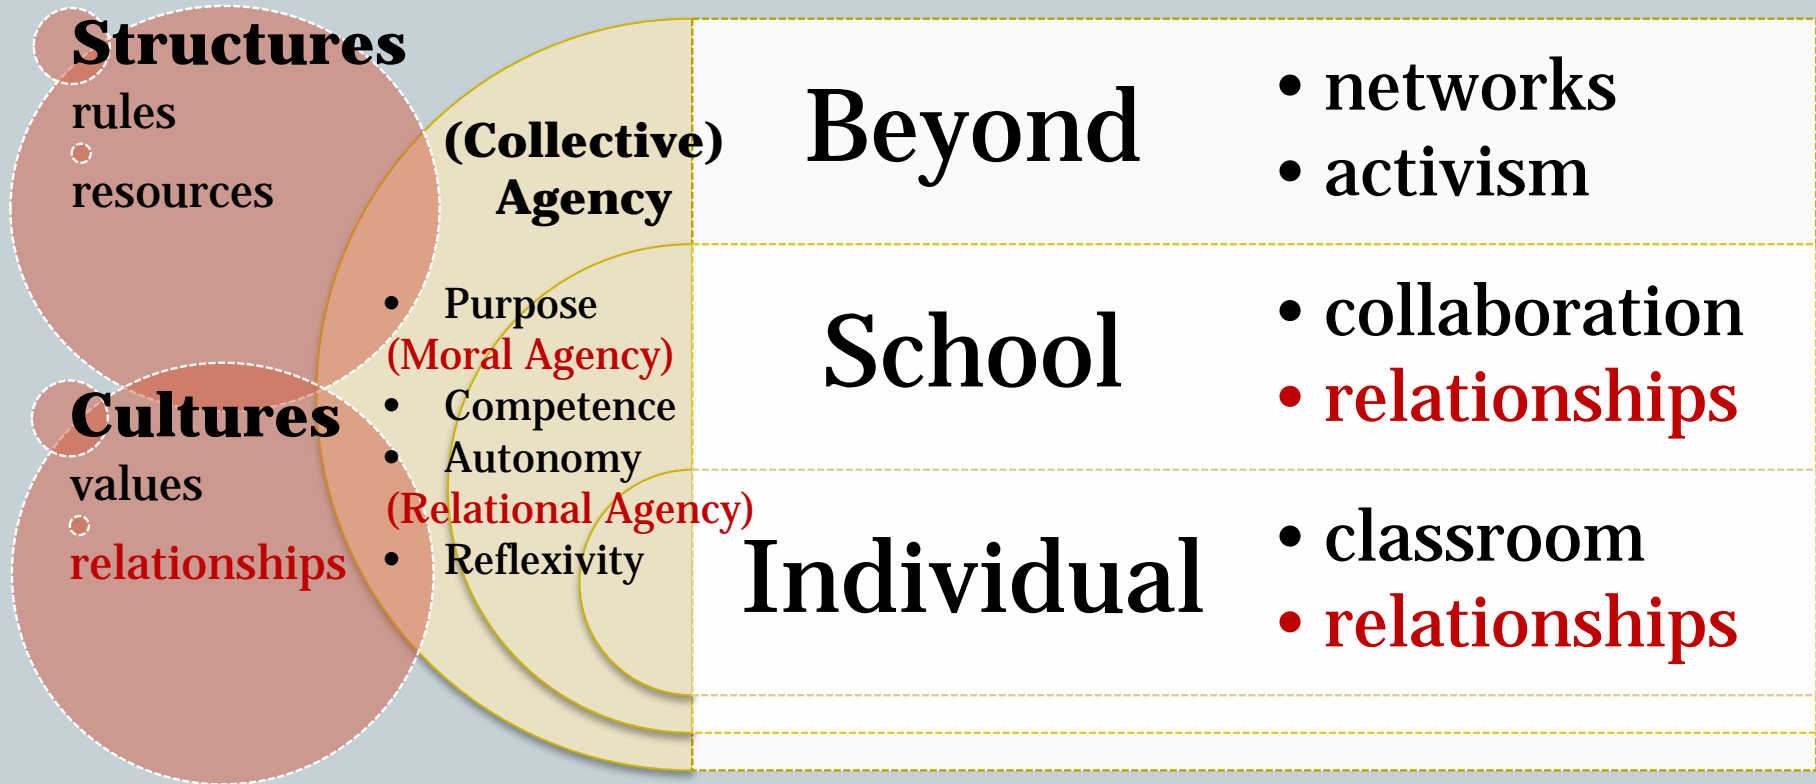 Structures
rules
resources
Cultures
values
relationships
(Collective)
Agency
• Purpose
(Moral Agency)
• Competence
• Autonomy
(Relational Agency)
• Reflexivity
Beyond
• networks
• activism
School
• collaboration
• relationships
Individual
• classroom
• relationships